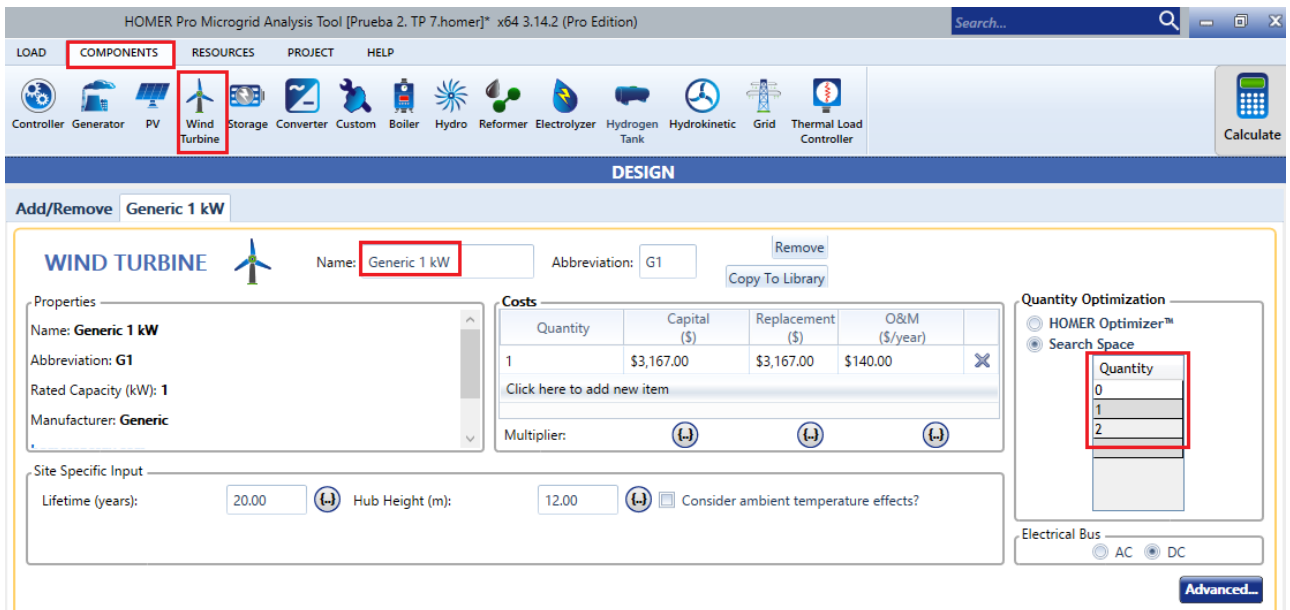 HOMER Pro Microgrid Analysis Tool [Prueba 2. TP 7.homer]* x64 3.14.2 (Pro Edition)
Search...
LOAD COMPONENTS RESOURCES PROJECT HELP
Controller Generator PV Wind Turbine Storage Converter Custom Boiler Hydro Reformer Electrolyzer Hydrogen Tank Hydrokinetic Grid Thermal Load Controller
Calculate
DESIGN
Add/Remove Generic 1 kW
WIND TURBINE
Name: Generic 1 kW
Abbreviation: G1
Remove
Copy To Library
Properties
Name: Generic 1 kW
Abbreviation: G1
Rated Capacity (kW): 1
Manufacturer: Generic
Costs
Quantity Capital ($) Replacement ($) O&M ($/year)
1 $3,167.00 $3,167.00 $140.00
Click here to add new item
Multiplier: {..} {..} {..}
Quantity Optimization
HOMER Optimizer™
Search Space
Quantity
0
1
2
Site Specific Input
Lifetime (years): 20.00 {..} Hub Height (m): 12.00 {..} Consider ambient temperature effects?
Electrical Bus
AC DC
Advanced...